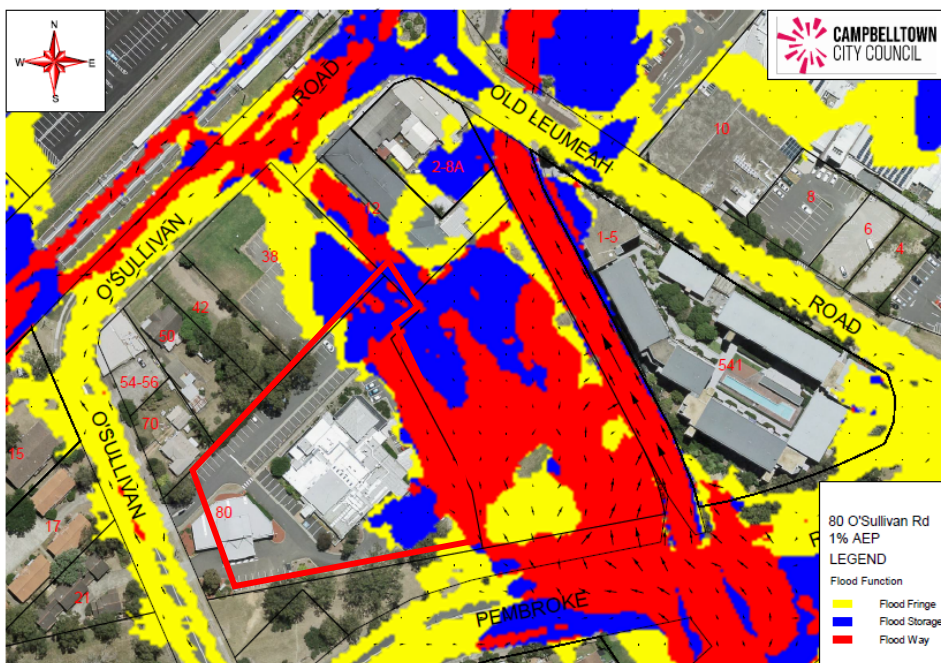 N
W E
S
CAMPBELLTOWN
CITY COUNCIL
ROAD
OLD LEUMEAH
10
2-8A
8
12
6
4
1-5
38
O'SULLIVAN
42
ROAD
50
541
54-56
70
O'SULLIVAN
15
80
17
21
PEMBROKE
80 O'Sullivan Rd
1% AEP
LEGEND
Flood Function
Flood Fringe
Flood Storage
Flood Way